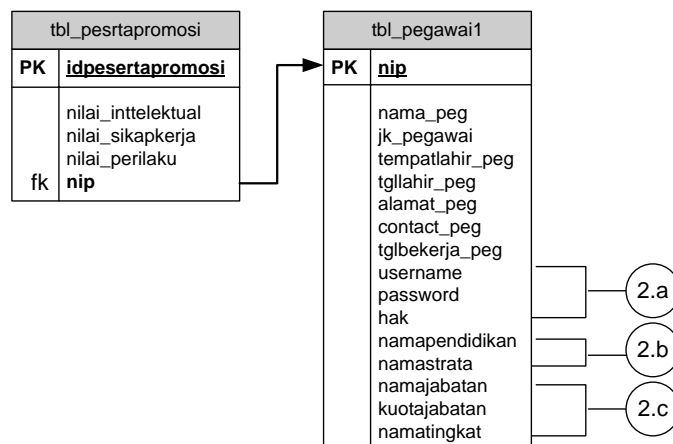 tbl_pesrtapromosi
PK idpesertapromosi
nilai_inttelektual
nilai_sikapkerja
nilai_perilaku
fk nip
tbl_pegawai1
PK nip
nama_peg
jk_pegawai
tempatlahir_peg
tgllahir_peg
alamat_peg
contact_peg
tglbekerja_peg
username
password
hak
namapendidikan
namastrata
namajabatan
kuotajabatan
namatingkat
2.a
2.b
2.c